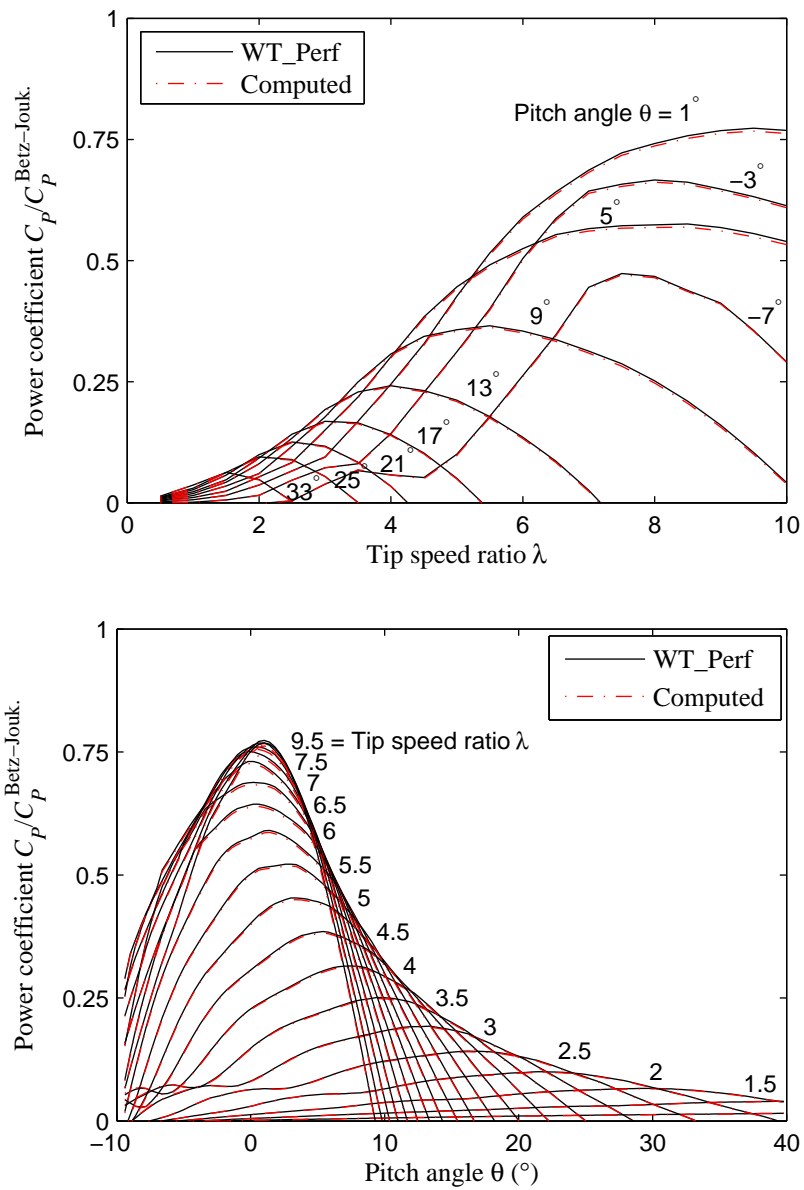 WT_Perf
Computed
Pitch angle θ = 1°
−3°
5°
−7°
9°
13°
17°
21°
25°
33°
1
0.75
0.5
0.25
0
0 2 4 6 8 10
Tip speed ratio λ
Power coefficient C_P/C_P^Betz−Jouk.
WT_Perf
Computed
9.5 = Tip speed ratio λ
7.5
7
6.5
6
5.5
5
4.5
4
3.5
3
2.5
2
1.5
1
0.75
0.5
0.25
0
−10 0 10 20 30 40
Pitch angle θ (°)
Power coefficient C_P/C_P^Betz−Jouk.